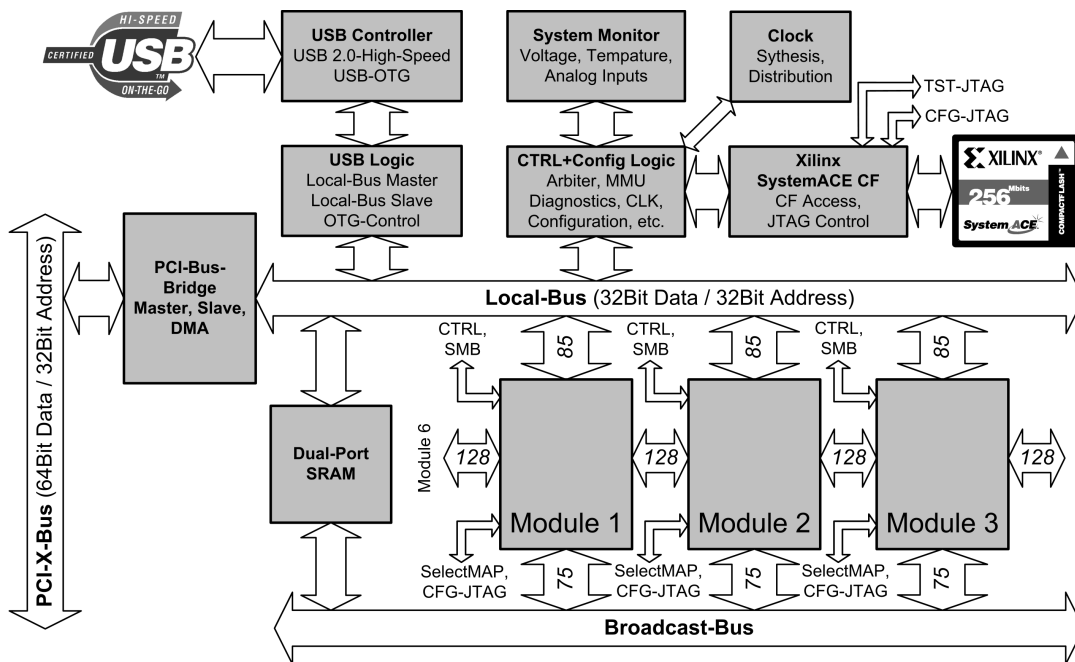 HI-SPEED
CERTIFIED
USB
TM
ON-THE-GO
USB Controller
USB 2.0-High-Speed
USB-OTG
System Monitor
Voltage, Tempature,
Analog Inputs
Clock
Sythesis,
Distribution
TST-JTAG
CFG-JTAG
USB Logic
Local-Bus Master
Local-Bus Slave
OTG-Control
CTRL+Config Logic
Arbiter, MMU
Diagnostics, CLK,
Configuration, etc.
Xilinx
SystemACE CF
CF Access,
JTAG Control
XILINX®
256 Mbits
System ACE
COMPACTFLASH™
PCI-X-Bus (64Bit Data / 32Bit Address)
PCI-Bus-
Bridge
Master, Slave,
DMA
Local-Bus (32Bit Data / 32Bit Address)
CTRL,
SMB
85
CTRL,
SMB
85
CTRL,
SMB
85
Dual-Port
SRAM
Module 6
128
Module 1
128
Module 2
128
Module 3
128
SelectMAP,
CFG-JTAG
75
SelectMAP,
CFG-JTAG
75
SelectMAP,
CFG-JTAG
75
Broadcast-Bus